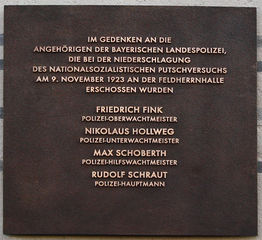 IM GEDENKEN AN DIE
ANGEHÖRIGEN DER BAYERISCHEN LANDESPOLIZEI,
DIE BEI DER NIEDERSCHLAGUNG
DES NATIONALSOZIALISTISCHEN PUTSCHVERSUCHS
AM 9. NOVEMBER 1923 AN DER FELDHERRNHALLE
ERSCHOSSEN WURDEN
FRIEDRICH FINK
POLIZEI-OBERWACHTMEISTER
NIKOLAUS HOLLWEG
POLIZEI-UNTERWACHTMEISTER
MAX SCHOBERTH
POLIZEI-HILFSWACHTMEISTER
RUDOLF SCHRAUT
POLIZEI-HAUPTMANN